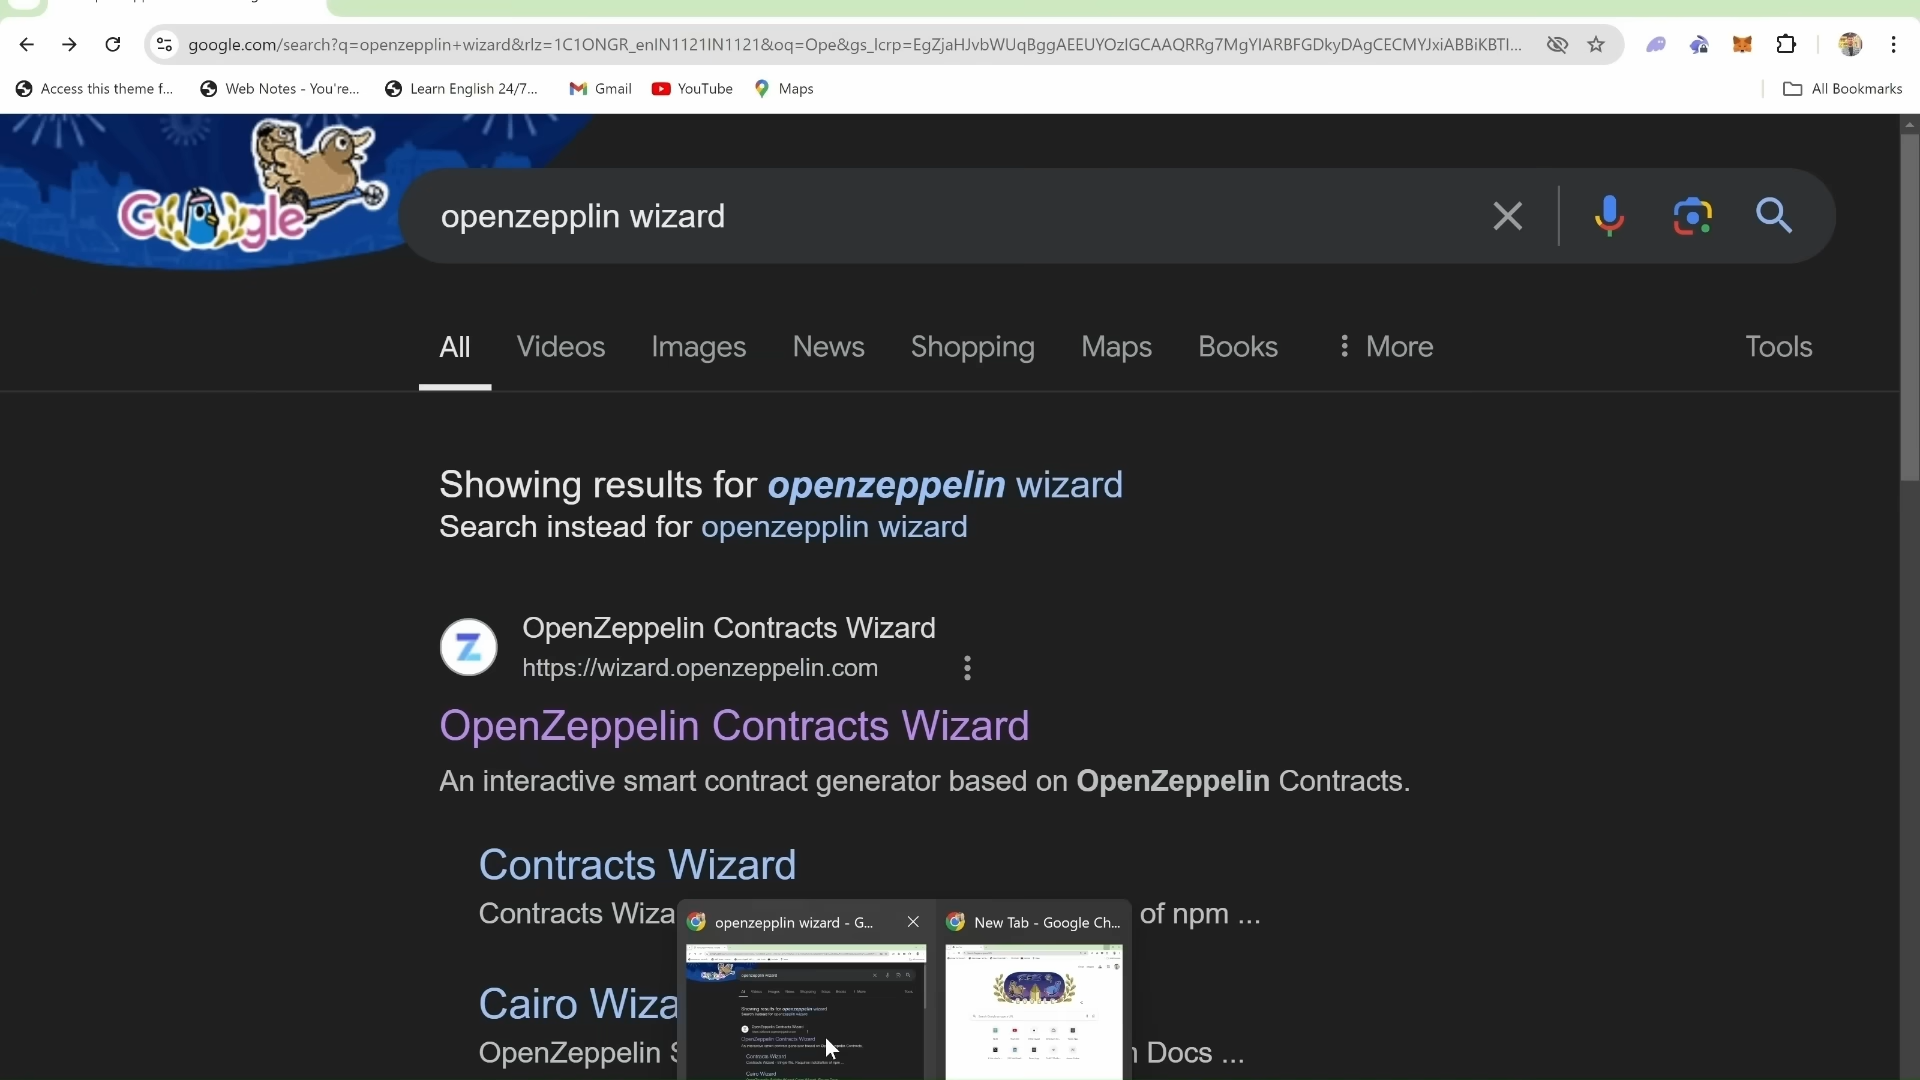 google.com/search?q=openzepplin+wizard&rlz=1C1ONGR_enIN1121IN1121&oq=Ope&gs_lcrp=EgZjaHJvbWUqBggAEEUYOzIGCAAQRRg7MgYIARBFGDkyDAgCECMYJxiABBiKBTI...
Access this theme f...
Web Notes - You're...
Learn English 24/7...
Gmail
YouTube
Maps
All Bookmarks
Google
openzepplin wizard
All
Videos
Images
News
Shopping
Maps
Books
More
Tools
Showing results for openzeppelin wizard
Search instead for openzepplin wizard
OpenZeppelin Contracts Wizard
https://wizard.openzeppelin.com
OpenZeppelin Contracts Wizard
An interactive smart contract generator based on OpenZeppelin Contracts.
Contracts Wizard
Contracts Wiza of npm ...
openzepplin wizard - G...
New Tab - Google Ch...
Cairo Wiza
OpenZeppelin Docs ...